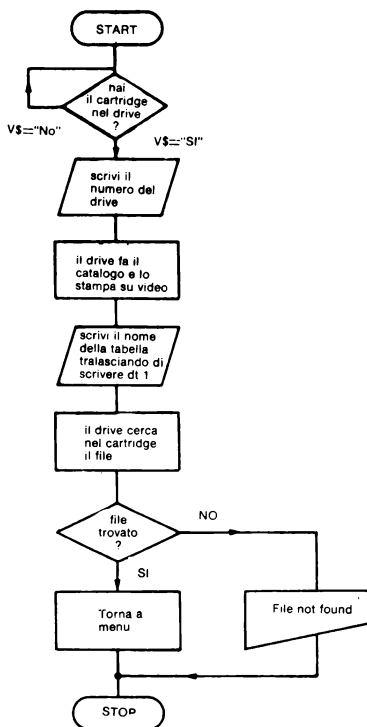 START
hai
il cartridge
nel drive
?
V$="No"
V$="SI"
scrivi il
numero del
drive
il drive fa il
catalogo e lo
stampa su video
scrivi il nome
della tabella
tralasciando di
scrivere dt 1
il drive cerca
nel cartridge
il file
file
trovato
?
NO
SI
Torna a
menu
File not found
STOP